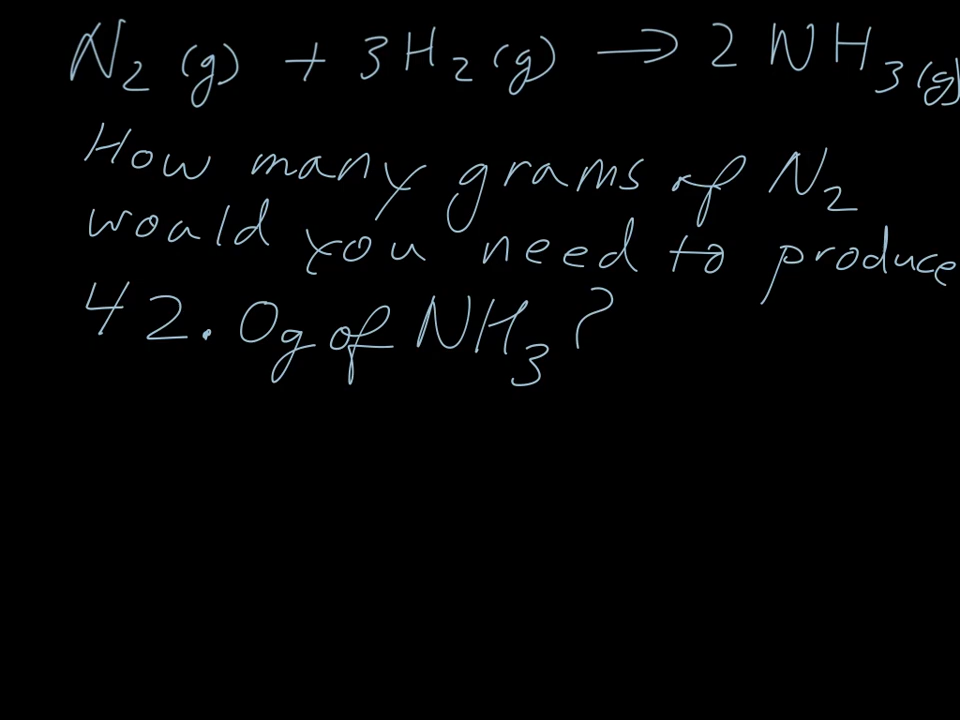 N₂ (g) + 3H₂ (g) → 2 NH₃ (g)
How many grams of N₂
would you need to produce
42.0g of NH₃?